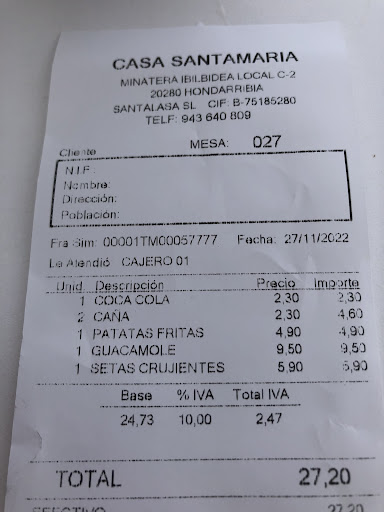 CASA SANTAMARIA
MINATERA IBILBIDEA LOCAL C-2
20280 HONDARRIBIA
SANTALASA SL CIF: B-75185280
TELF: 943 640 809
Cliente MESA: 027
N.I.F.:
Nombre:
Dirección:
Población:
Fra Sim: 00001TM00057777 Fecha: 27/11/2022
Le Atendió CAJERO 01
Unid Descripción Precio Importe
1 COCA COLA 2,30 2,30
2 CAÑA 2,30 4,60
1 PATATAS FRITAS 4,90 4,90
1 GUACAMOLE 9,50 9,50
1 SETAS CRUJIENTES 5,90 5,90
Base % IVA Total IVA
24,73 10,00 2,47
TOTAL 27,20
EFECTIVO 27,20